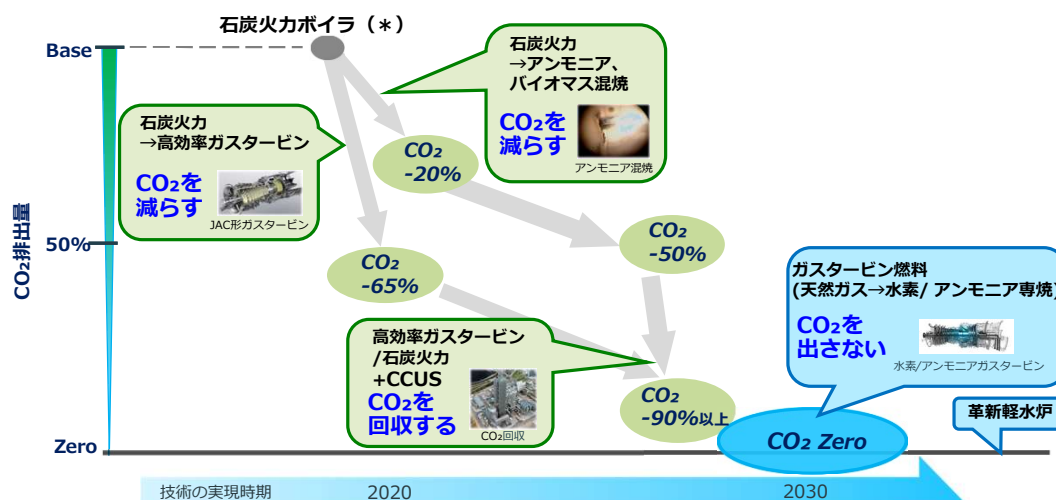 石炭火力ボイラ（＊）
Base
石炭火力
→アンモニア、
バイオマス混焼
CO₂を
減らす
アンモニア混焼
石炭火力
→高効率ガスタービン
CO₂を
減らす
JAC形ガスタービン
CO₂
-20%
CO₂排出量
50%
CO₂
-50%
CO₂
-65%
ガスタービン燃料
(天然ガス→水素/ アンモニア専焼)
CO₂を
出さない
水素/アンモニアガスタービン
高効率ガスタービン
/石炭火力
+CCUS
CO₂を
回収する
CO₂回収
CO₂
-90%以上
革新軽水炉
CO₂ Zero
Zero
技術の実現時期
2020
2030